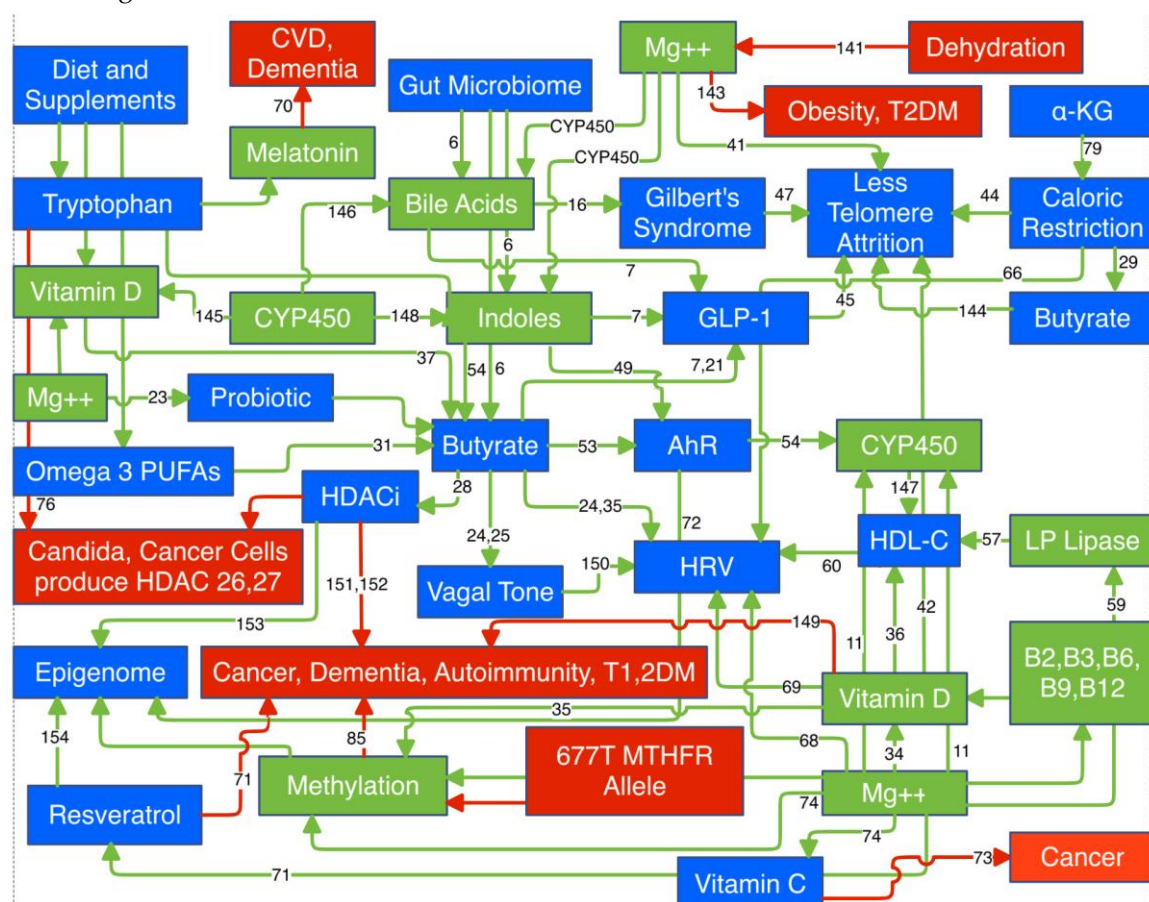 CVD,
Dementia
Mg++
141
Dehydration
Diet and
Supplements
Gut Microbiome
70
143
Obesity, T2DM
α-KG
CYP450
6
CYP450
41
79
Melatonin
Tryptophan
146
Bile Acids
16
Gilbert's
Syndrome
47
Less
Telomere
Attrition
44
Caloric
Restriction
6
7
66
29
Vitamin D
145
CYP450
148
Indoles
7
GLP-1
45
144
Butyrate
37
54
6
49
7,21
Mg++
23
Probiotic
Butyrate
53
AhR
54
CYP450
31
Omega 3 PUFAs
28
147
HDACi
76
24,35
72
Candida, Cancer Cells
produce HDAC 26,27
24,25
HDL-C
57
LP Lipase
HRV
60
151,152
Vagal Tone
150
59
153
149
36
42
11
Epigenome
Cancer, Dementia, Autoimmunity, T1,2DM
B2,B3,B6,
B9,B12
69
Vitamin D
35
154
85
677T MTHFR
Allele
68
34
11
71
Methylation
Mg++
Resveratrol
74
74
73
Cancer
71
Vitamin C